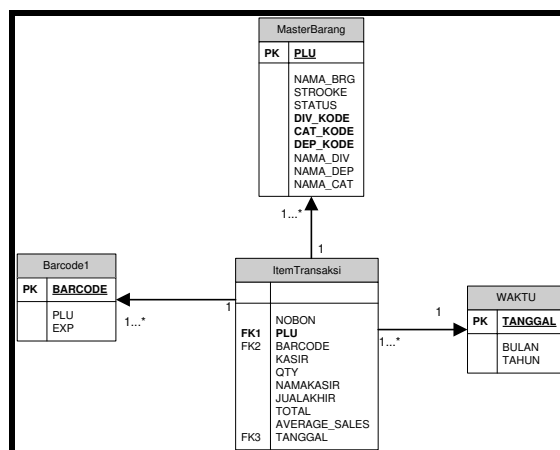 MasterBarang
PK PLU
NAMA_BRG
STROOKE
STATUS
DIV_KODE
CAT_KODE
DEP_KODE
NAMA_DIV
NAMA_DEP
NAMA_CAT
1...*
1
Barcode1
PK BARCODE
PLU
EXP
1...*
1
ItemTransaksi
NOBON
FK1 PLU
FK2 BARCODE
KASIR
QTY
NAMAKASIR
JUALAKHIR
TOTAL
AVERAGE_SALES
FK3 TANGGAL
1
1...*
WAKTU
PK TANGGAL
BULAN
TAHUN